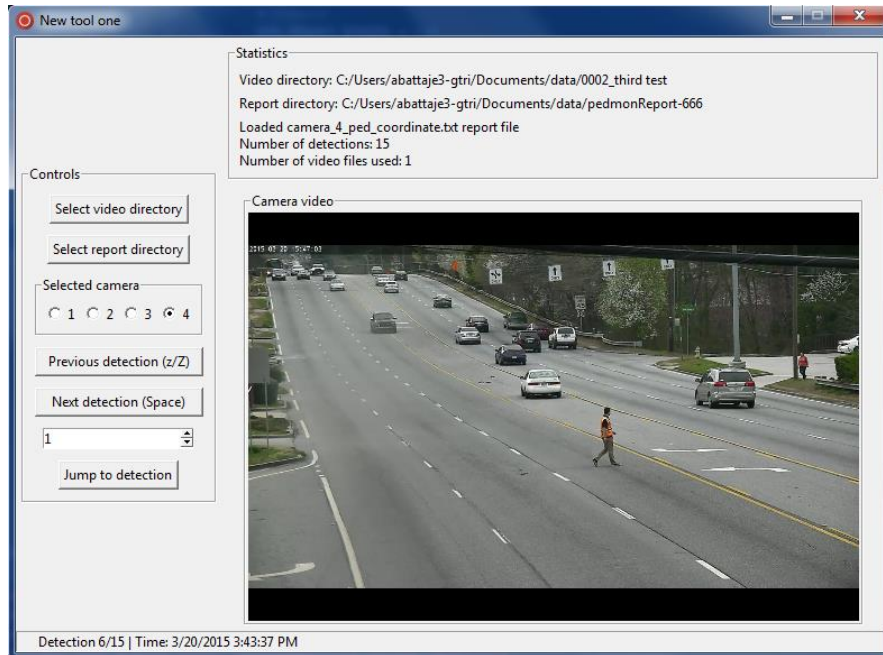 New tool one
Statistics
Video directory: C:/Users/abattaje3-gtri/Documents/data/0002_third test
Report directory: C:/Users/abattaje3-gtri/Documents/data/pedmonReport-666
Loaded camera_4_ped_coordinate.txt report file
Number of detections: 15
Number of video files used: 1
Controls
Select video directory
Select report directory
Selected camera
1 2 3 4
Previous detection (z/Z)
Next detection (Space)
1
Jump to detection
Camera video
Detection 6/15 | Time: 3/20/2015 3:43:37 PM